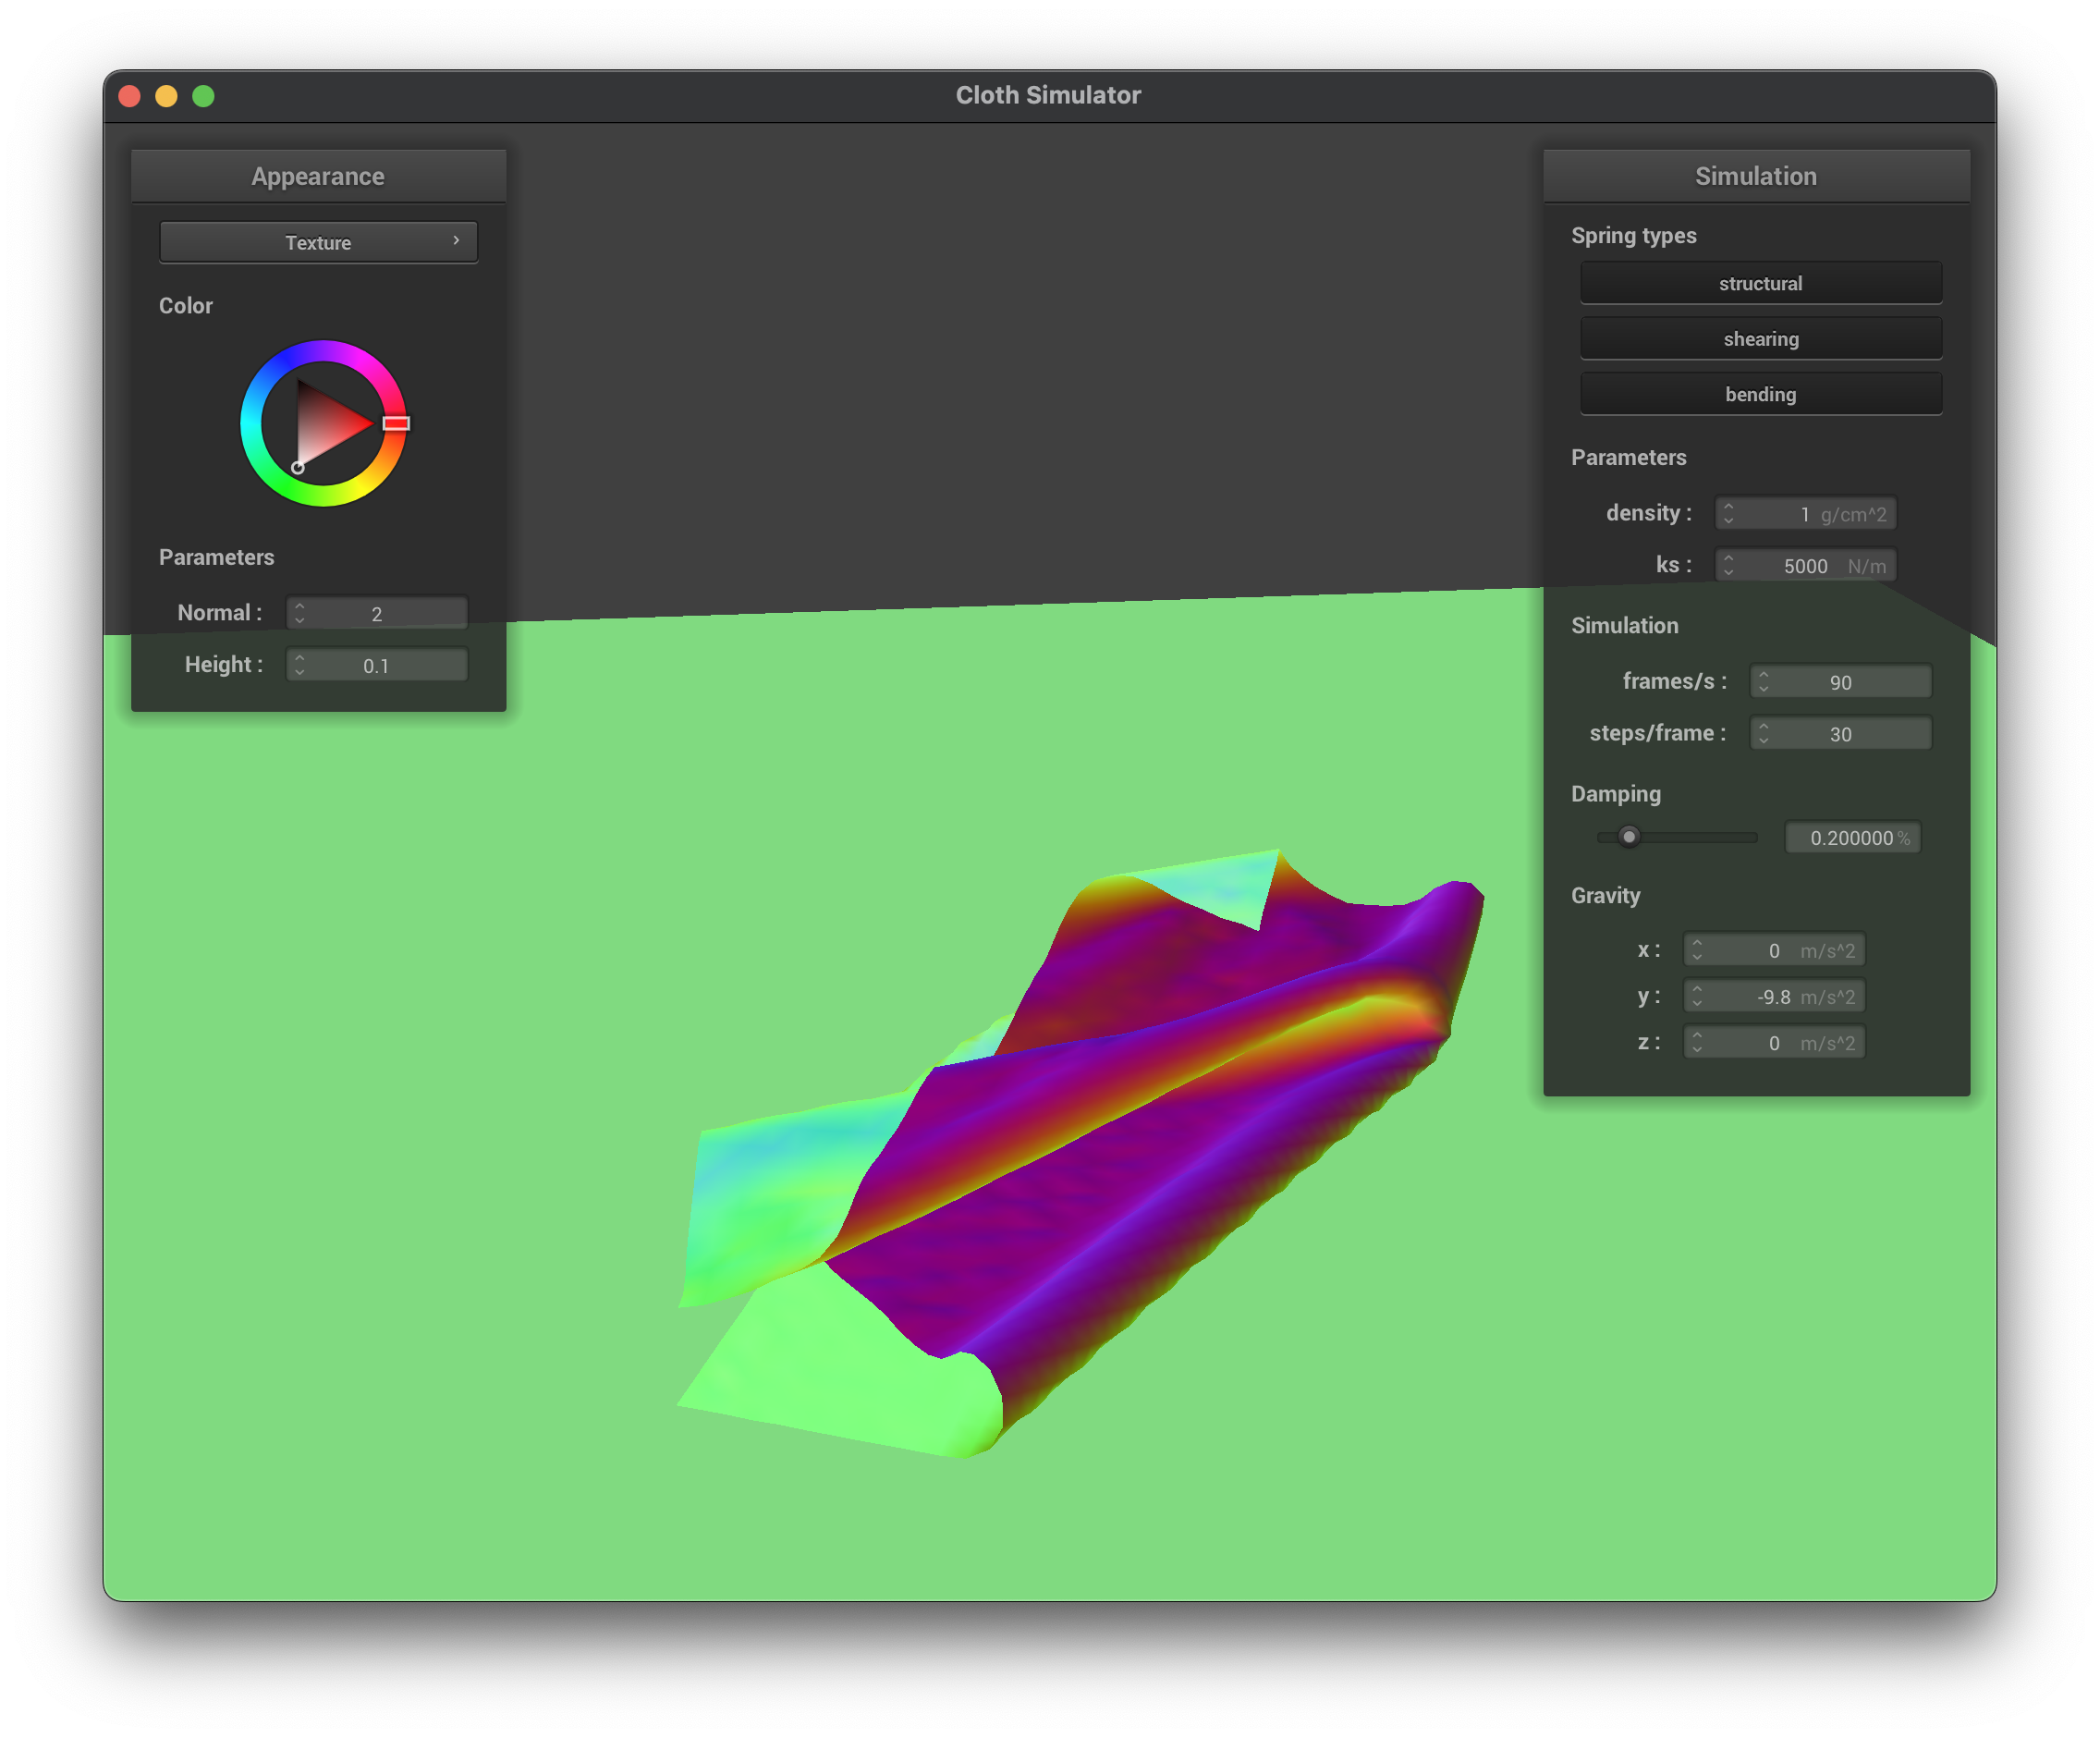 Cloth Simulator
Appearance
Texture
Color
Parameters
Normal : 2
Height : 0.1
Simulation
Spring types
structural
shearing
bending
Parameters
density : 1 g/cm^2
ks : 5000 N/m
Simulation
frames/s : 90
steps/frame : 30
Damping
0.200000 %
Gravity
x : 0 m/s^2
y : -9.8 m/s^2
z : 0 m/s^2